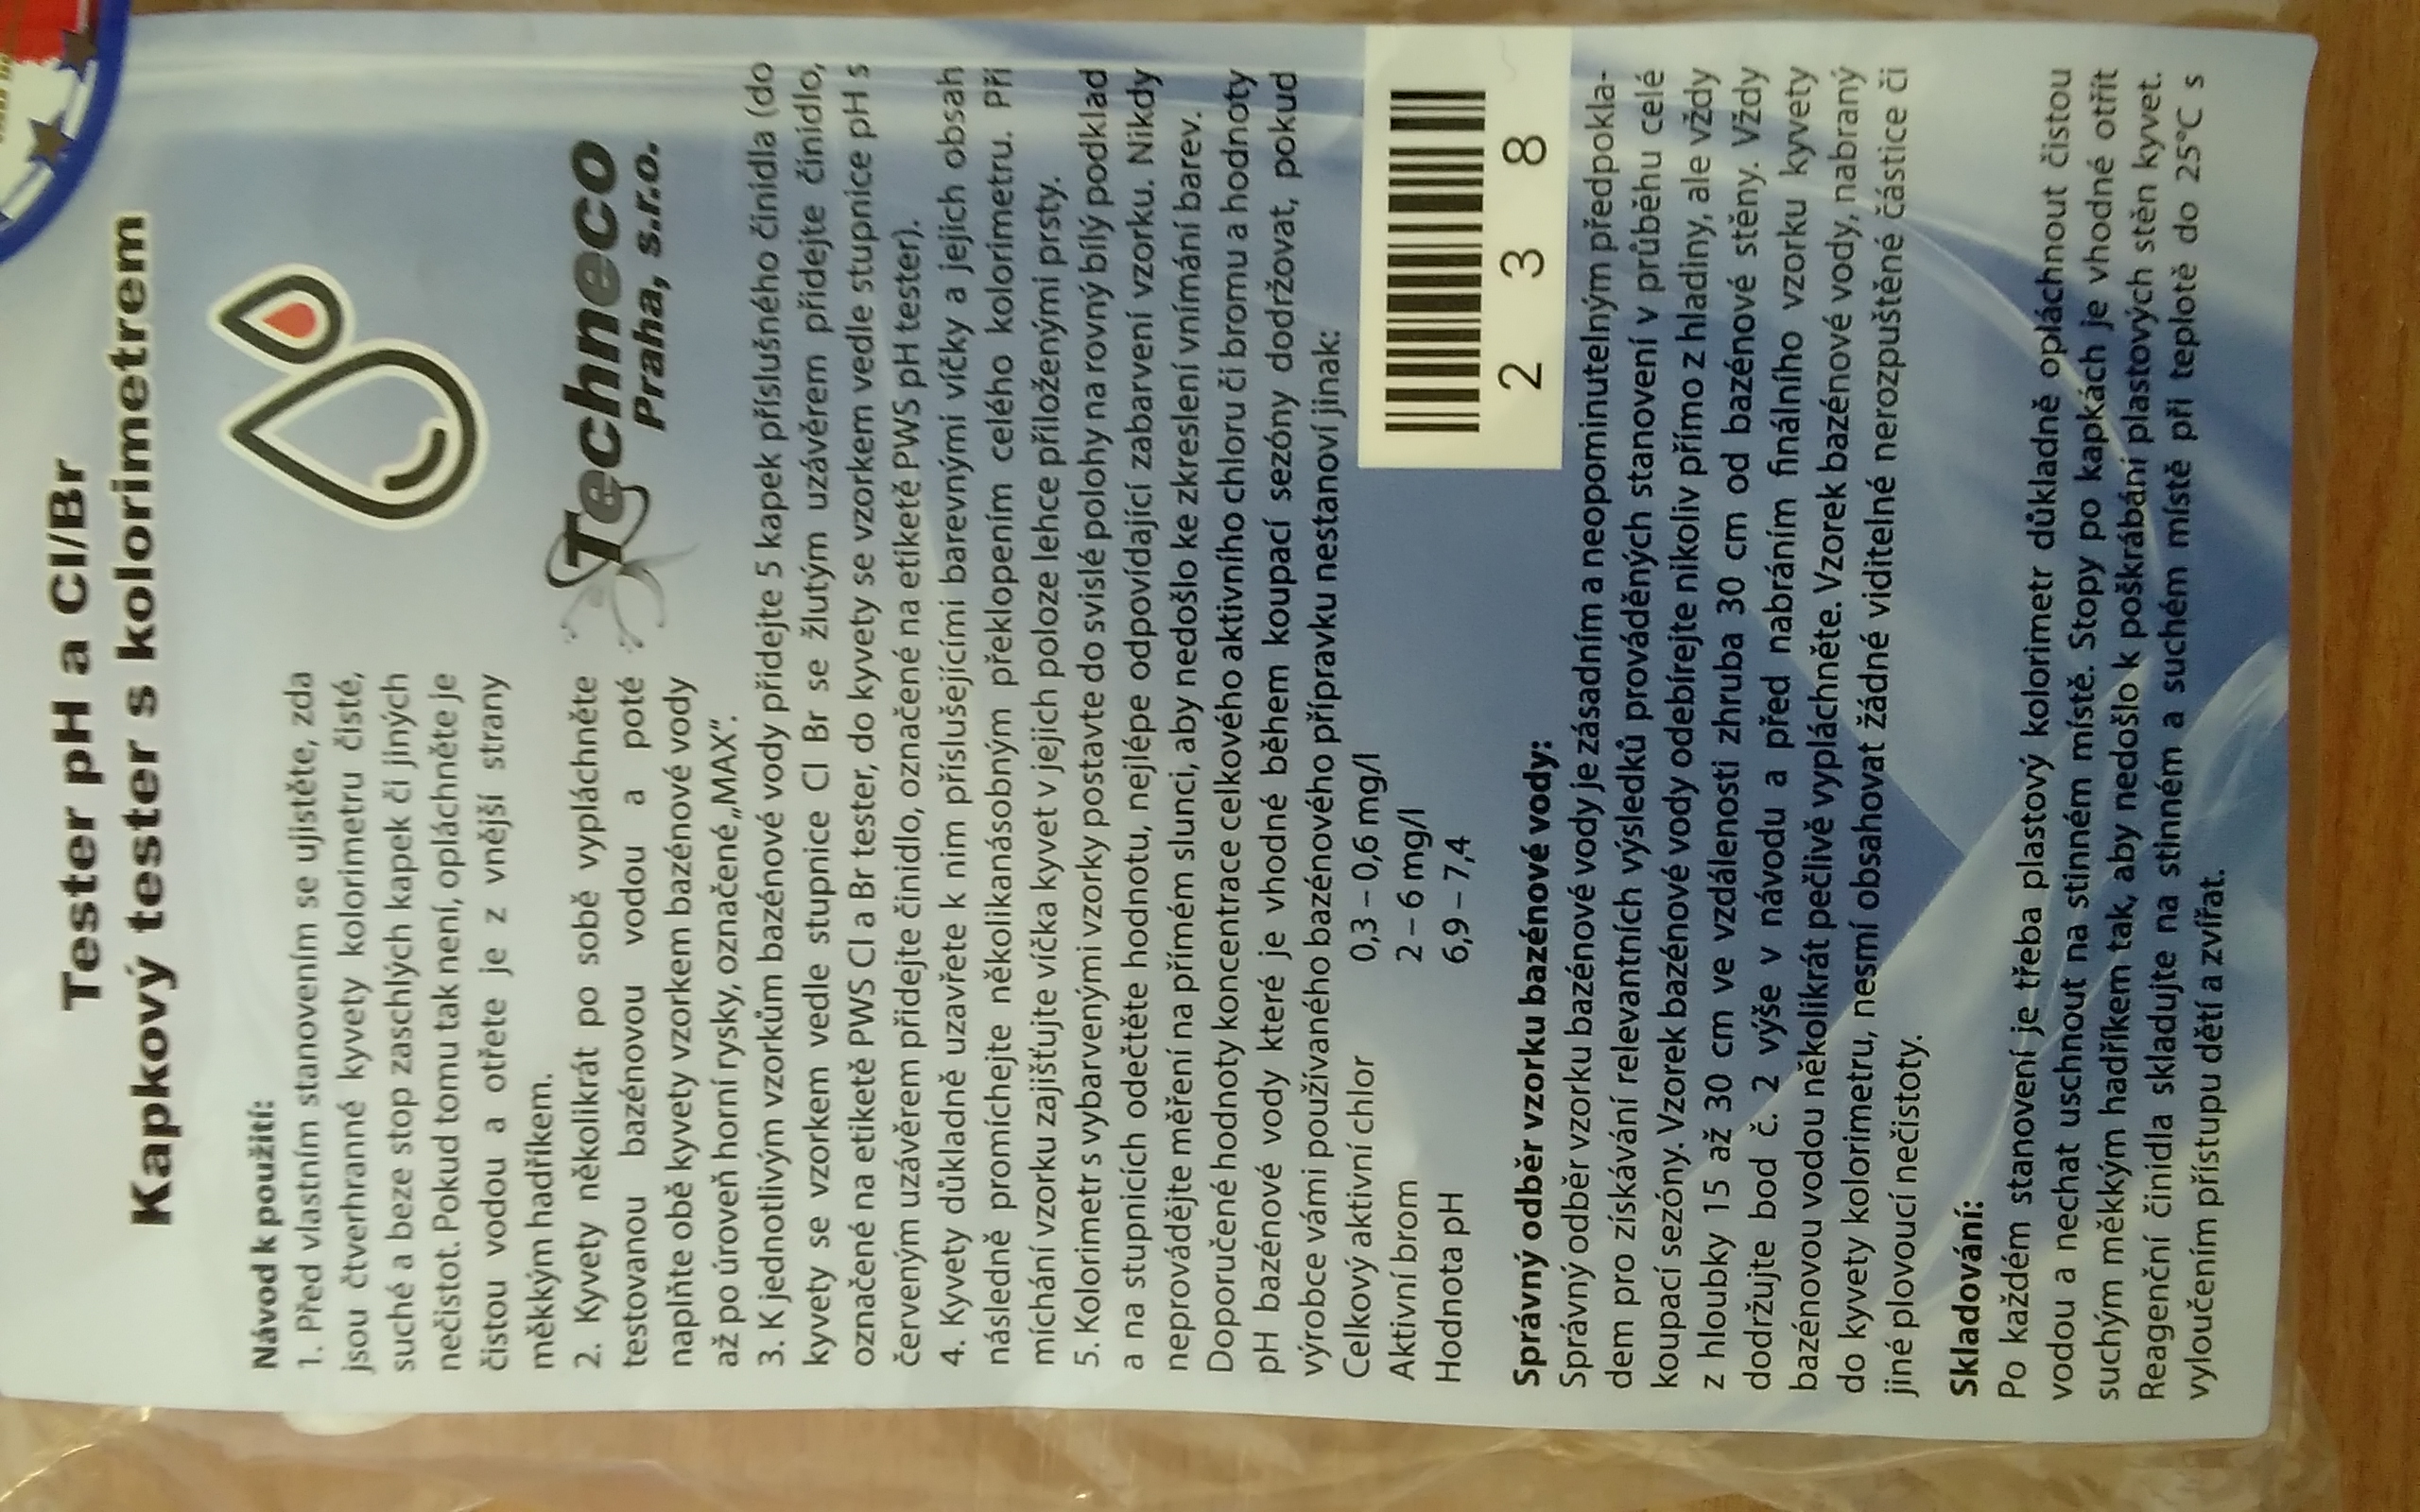 Tester pH a Cl/Br
Kapkový tester s kolorimetrem
Návod k použití:
1. Před vlastním stanovením se ujistěte, zda
jsou čtverhranné kyvety kolorimetru čisté,
suché a beze stop zaschlých kapek či jiných
nečistot. Pokud tomu tak není, opláchněte je
čistou vodou a otřete je z vnější strany
měkkým hadříkem.
2. Kyvety několikrát po sobě vypláchněte
testovanou bazénovou vodou a poté
naplňte obě kyvety vzorkem bazénové vody
až po úroveň horní rysky, označené „MAX“.
Techneco
Praha, s.r.o.
3. K jednotlivým vzorkům bazénové vody přidejte 5 kapek příslušného činidla (do
kyvety se vzorkem vedle stupnice Cl Br se žlutým uzávěrem přidejte činidlo,
označené na etiketě PWS Cl a Br tester, do kyvety se vzorkem vedle stupnice pH s
červeným uzávěrem přidejte činidlo, označené na etiketě PWS pH tester).
4. Kyvety důkladně uzavřete k nim příslušejícími barevnými víčky a jejich obsah
následně promíchejte několikanásobným překlopením celého kolorimetru. Při
míchání vzorku zajišťujte víčka kyvet v jejich poloze lehce přiloženými prsty.
5. Kolorimetr s vybarvenými vzorky postavte do svislé polohy na rovný bílý podklad
a na stupnicích odečtěte hodnotu, nejlépe odpovídající zabarvení vzorku. Nikdy
neprovádějte měření na přímém slunci, aby nedošlo ke zkreslení vnímání barev.
Doporučené hodnoty koncentrace celkového aktivního chloru či bromu a hodnoty
pH bazénové vody které je vhodné během koupací sezóny dodržovat, pokud
výrobce vámi používaného bazénového přípravku nestanoví jinak:
Celkový aktivní chlor 0,3 – 0,6 mg/l
Aktivní brom 2 – 6 mg/l
Hodnota pH 6,9 – 7,4
2 3 8
Správný odběr vzorku bazénové vody:
Správný odběr vzorku bazénové vody je zásadním a neopominutelným předpokla-
dem pro získávání relevantních výsledků prováděných stanovení v průběhu celé
koupací sezóny. Vzorek bazénové vody odebírejte nikoliv přímo z hladiny, ale vždy
z hloubky 15 až 30 cm ve vzdálenosti zhruba 30 cm od bazénové stěny. Vždy
dodržujte bod č. 2 výše v návodu a před nabráním finálního vzorku kyvety
bazénovou vodou několikrát pečlivě vypláchněte. Vzorek bazénové vody, nabraný
do kyvety kolorimetru, nesmí obsahovat žádné viditelné nerozpuštěné částice či
jiné plovoucí nečistoty.
Skladování:
Po každém stanovení je třeba plastový kolorimetr důkladně opláchnout čistou
vodou a nechat uschnout na stinném místě. Stopy po kapkách je vhodné otřít
suchým měkkým hadříkem tak, aby nedošlo k poškrábání plastových stěn kyvet.
Reagenční činidla skladujte na stinném a suchém místě při teplotě do 25°C s
vyloučením přístupu dětí a zvířat.